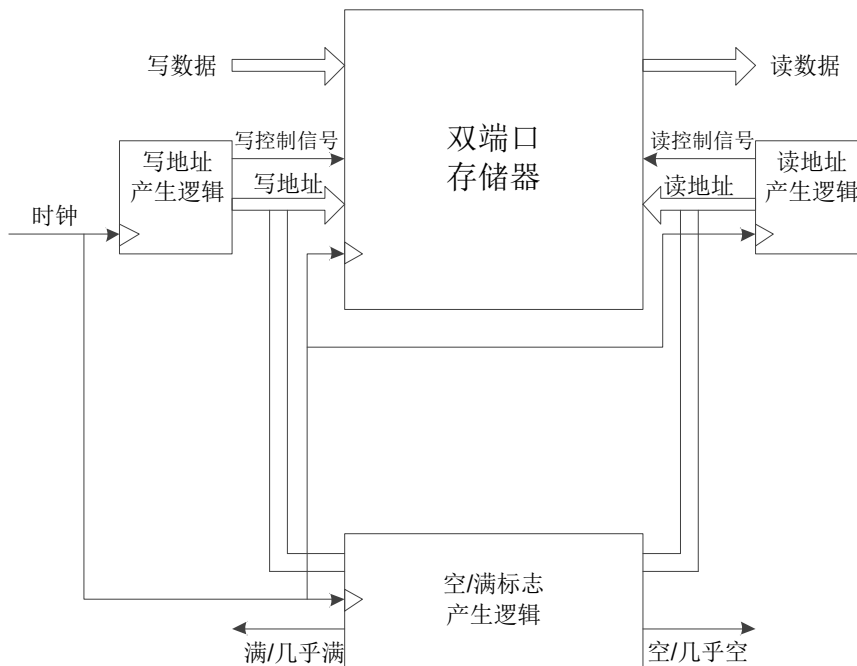 写数据
读数据
双端口
存储器
写控制信号
读控制信号
写地址
产生逻辑
写地址
读地址
读地址
产生逻辑
时钟
空/满标志
产生逻辑
满/几乎满
空/几乎空